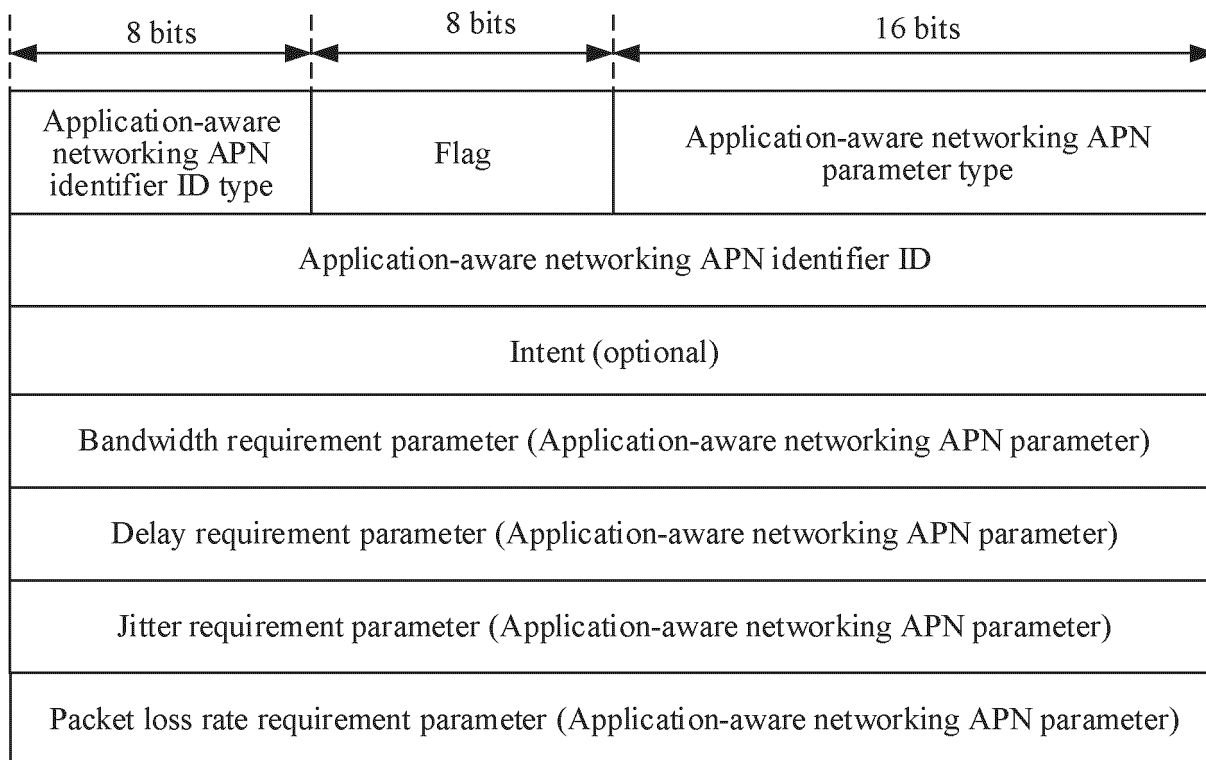 8 bits
8 bits
16 bits
Application-aware
networking APN
identifier ID type
Flag
Application-aware networking APN
parameter type
Application-aware networking APN identifier ID
Intent (optional)
Bandwidth requirement parameter (Application-aware networking APN parameter)
Delay requirement parameter (Application-aware networking APN parameter)
Jitter requirement parameter (Application-aware networking APN parameter)
Packet loss rate requirement parameter (Application-aware networking APN parameter)